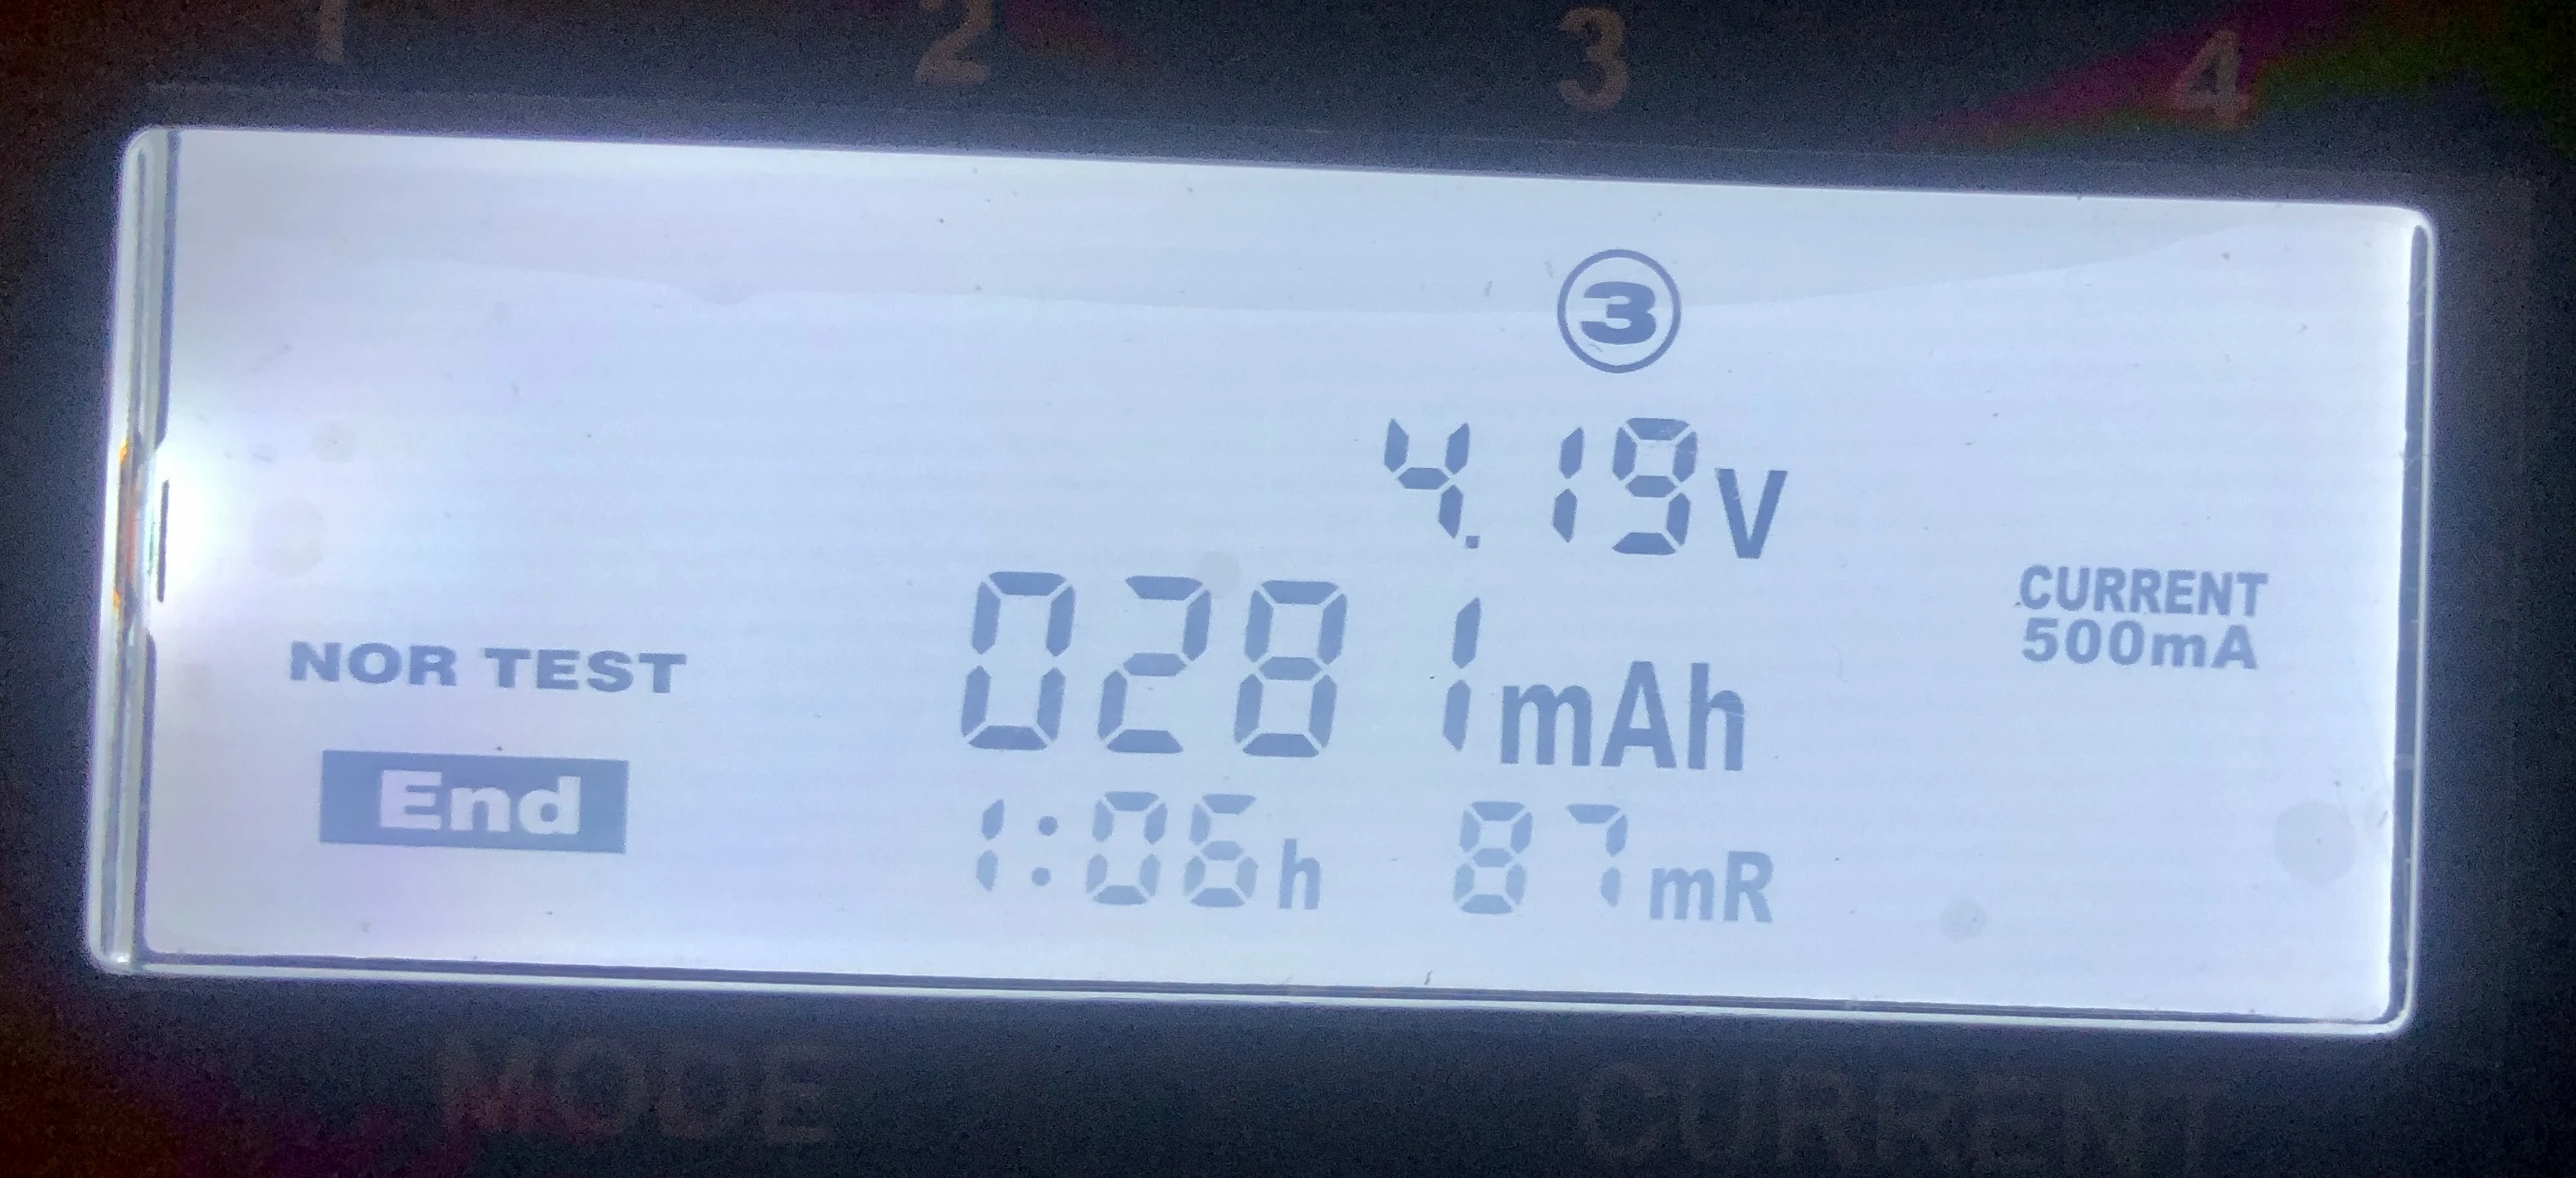 1 2 3 4
3
4.19V
CURRENT
500mA
NOR TEST
0281mAh
End
1:06h 87mR
MODE CURRENT